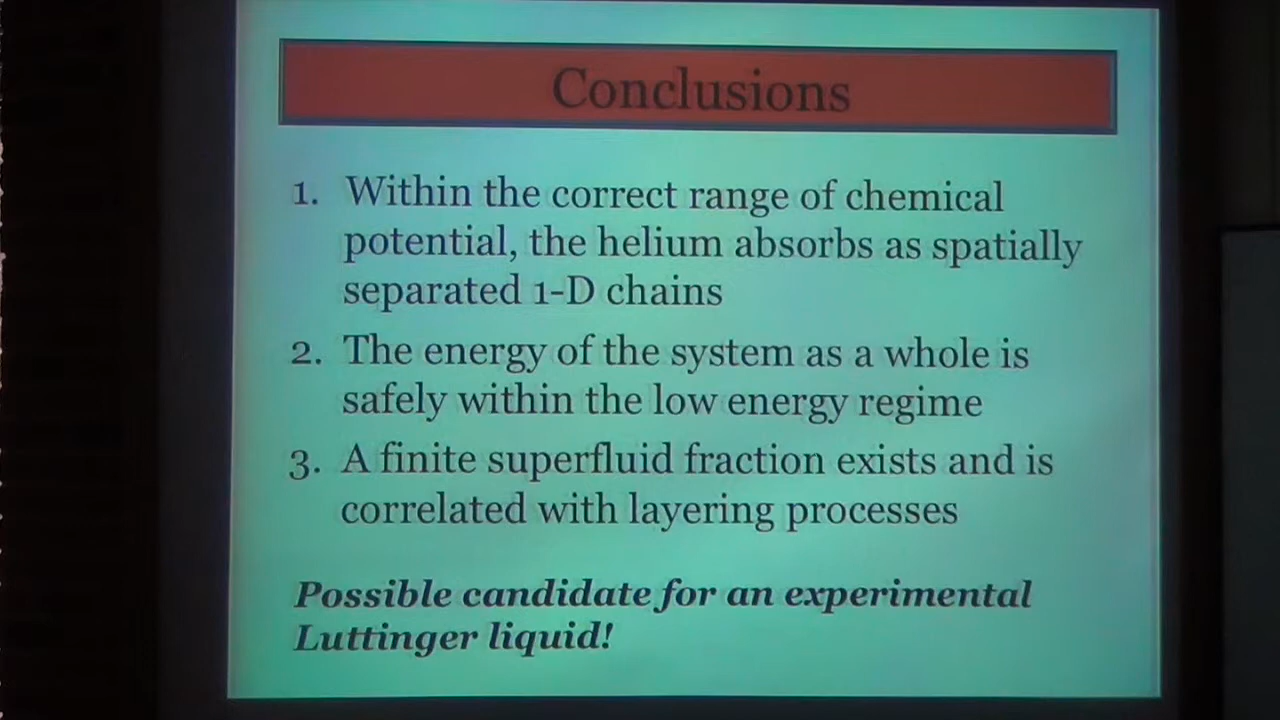 Conclusions
1. Within the correct range of chemical
potential, the helium absorbs as spatially
separated 1-D chains
2. The energy of the system as a whole is
safely within the low energy regime
3. A finite superfluid fraction exists and is
correlated with layering processes
Possible candidate for an experimental
Luttinger liquid!